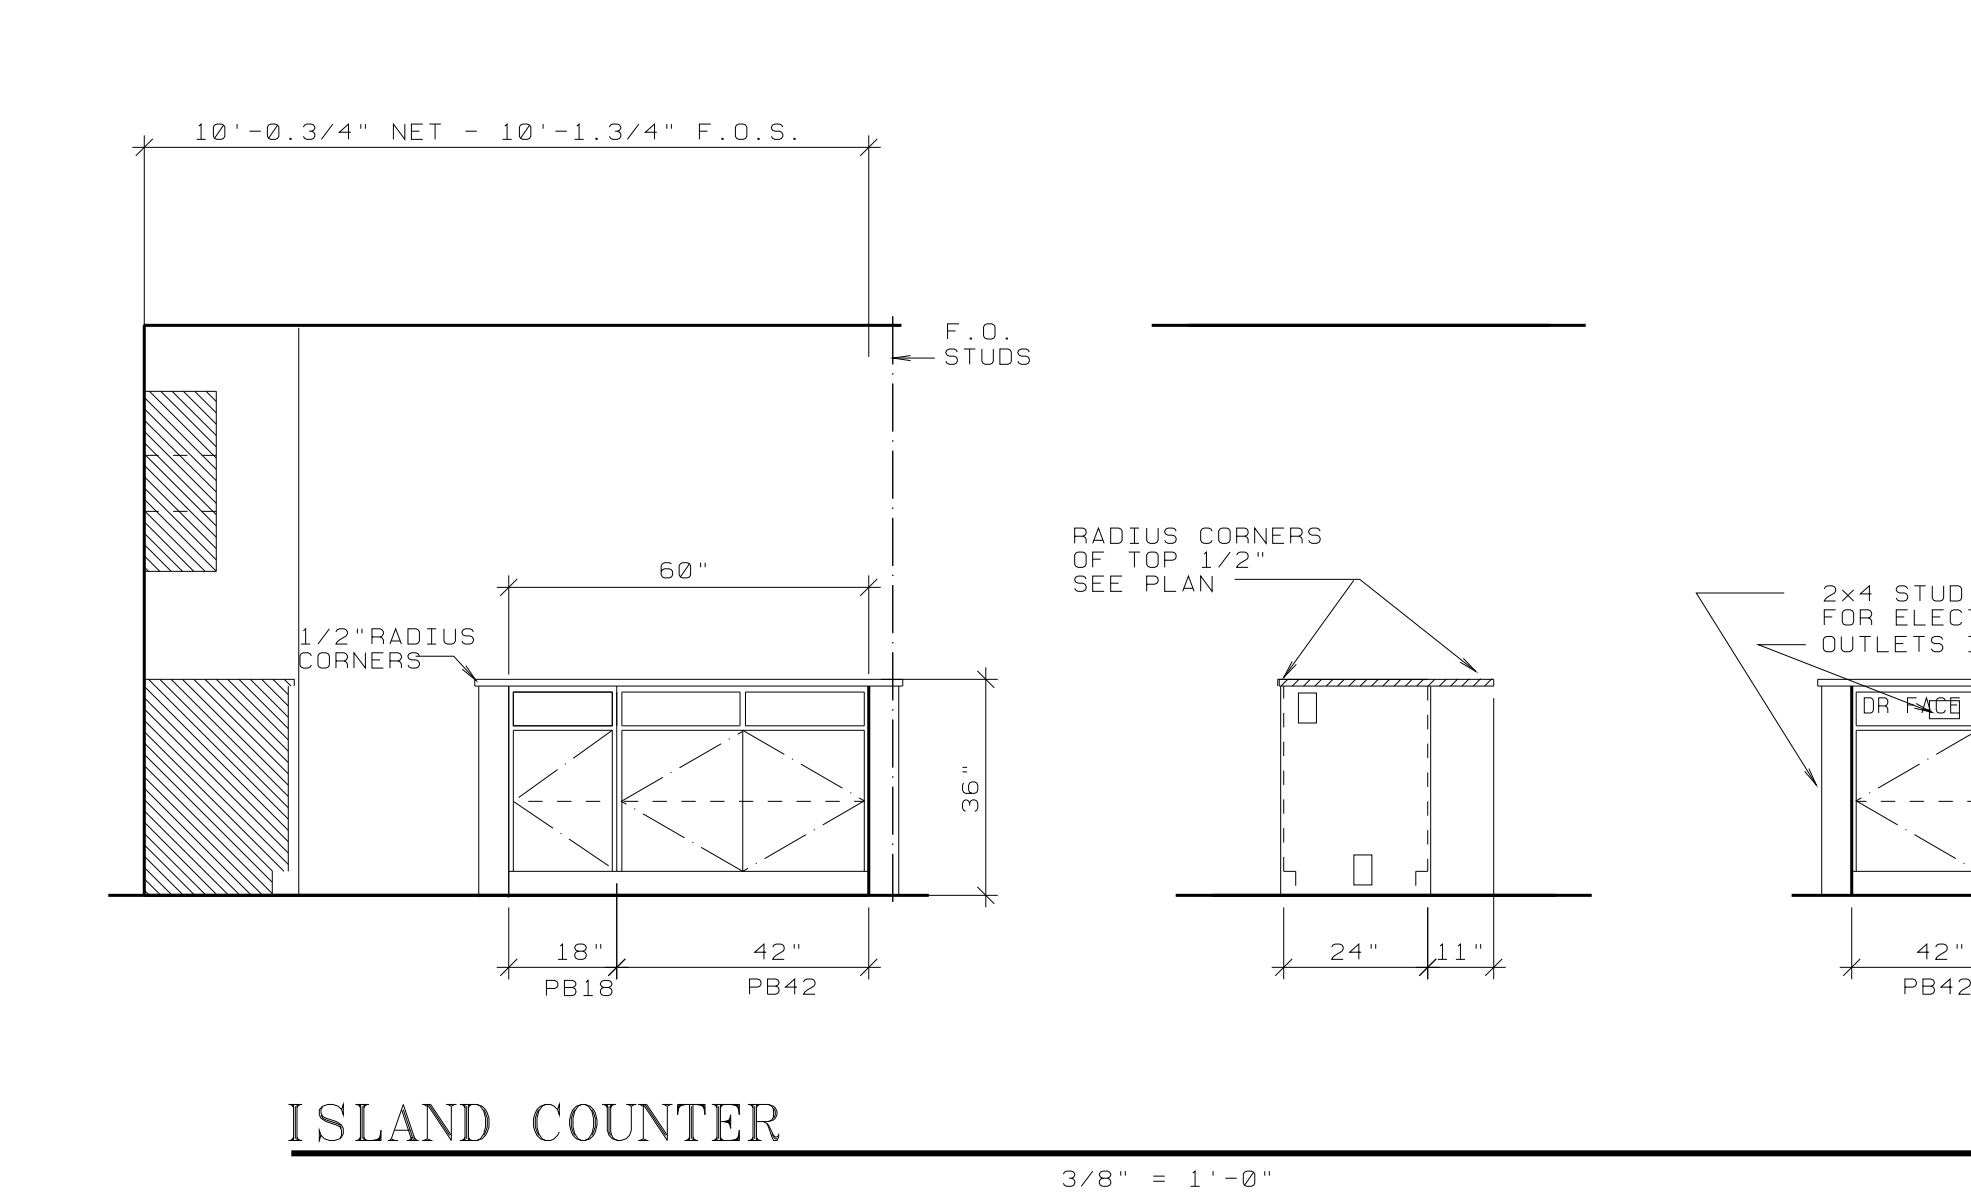 10'-0.3/4" NET - 10'-1.3/4" F.O.S.
F.O.
STUDS
RADIUS CORNERS
OF TOP 1/2"
SEE PLAN
60"
2x4 STUD
FOR ELECT
OUTLETS
1/2"RADIUS
CORNERS
DR FACE
36"
18"
42"
PB18
PB42
24"
11"
42"
PB42
ISLAND COUNTER
3/8" = 1'-0"